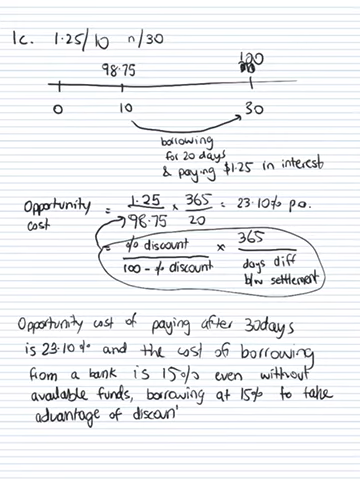 1c. 1.25/10 n/30
98.75 100
0 10 30
borrowing
for 20 days
& paying $1.25 in interest
Opportunity cost = 1.25/98.75 x 365/20 = 23.10% p.a.
= % discount/100 - % discount x 365/days diff b/w settlement
Opportunity cost of paying after 30days
is 23.10% and the cost of borrowing
from a bank is 15% even without
available funds, borrowing at 15% to take
advantage of discoun'